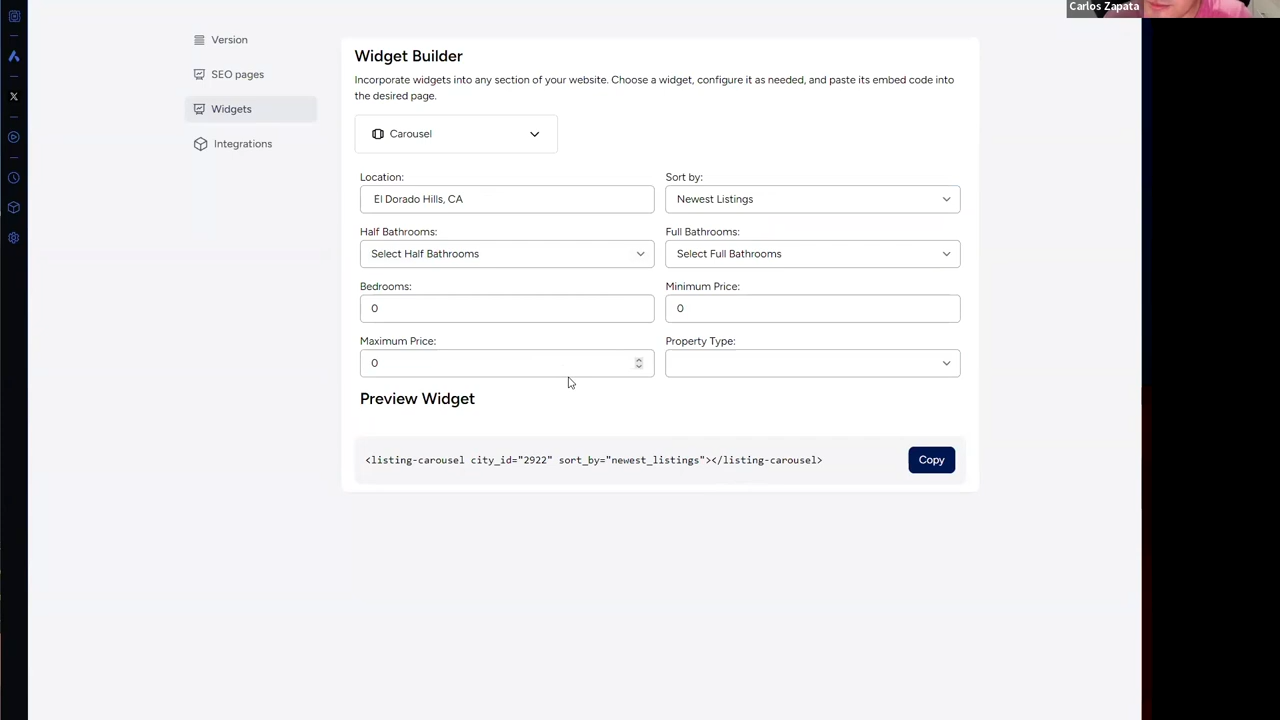 Carlos Zapata
Version
SEO pages
Widgets
Integrations
Widget Builder
Incorporate widgets into any section of your website. Choose a widget, configure it as needed, and paste its embed code into
the desired page.
Carousel
Location:
Sort by:
El Dorado Hills, CA
Newest Listings
Half Bathrooms:
Full Bathrooms:
Select Half Bathrooms
Select Full Bathrooms
Bedrooms:
Minimum Price:
0
0
Maximum Price:
Property Type:
0
Preview Widget
<listing-carousel city_id="2922" sort_by="newest_listings"></listing-carousel>
Copy